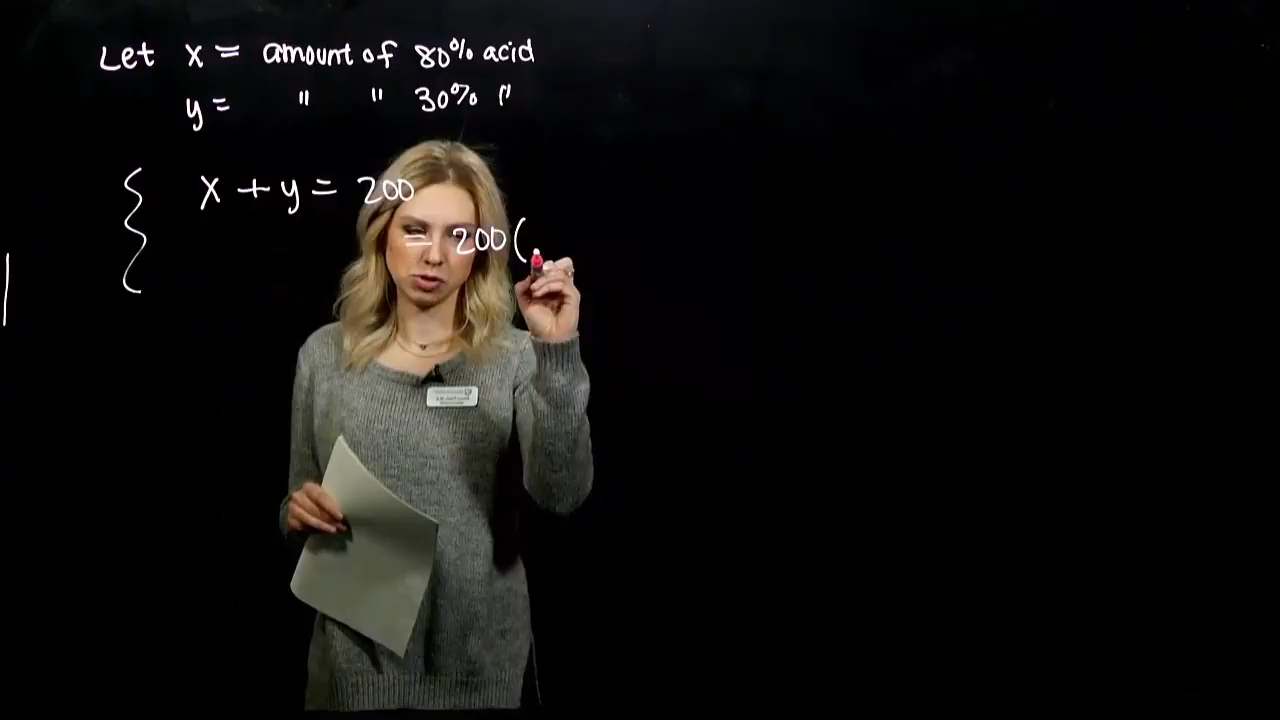 Let x = amount of 80% acid
y = " " 30% "
x + y = 200
= 200 (